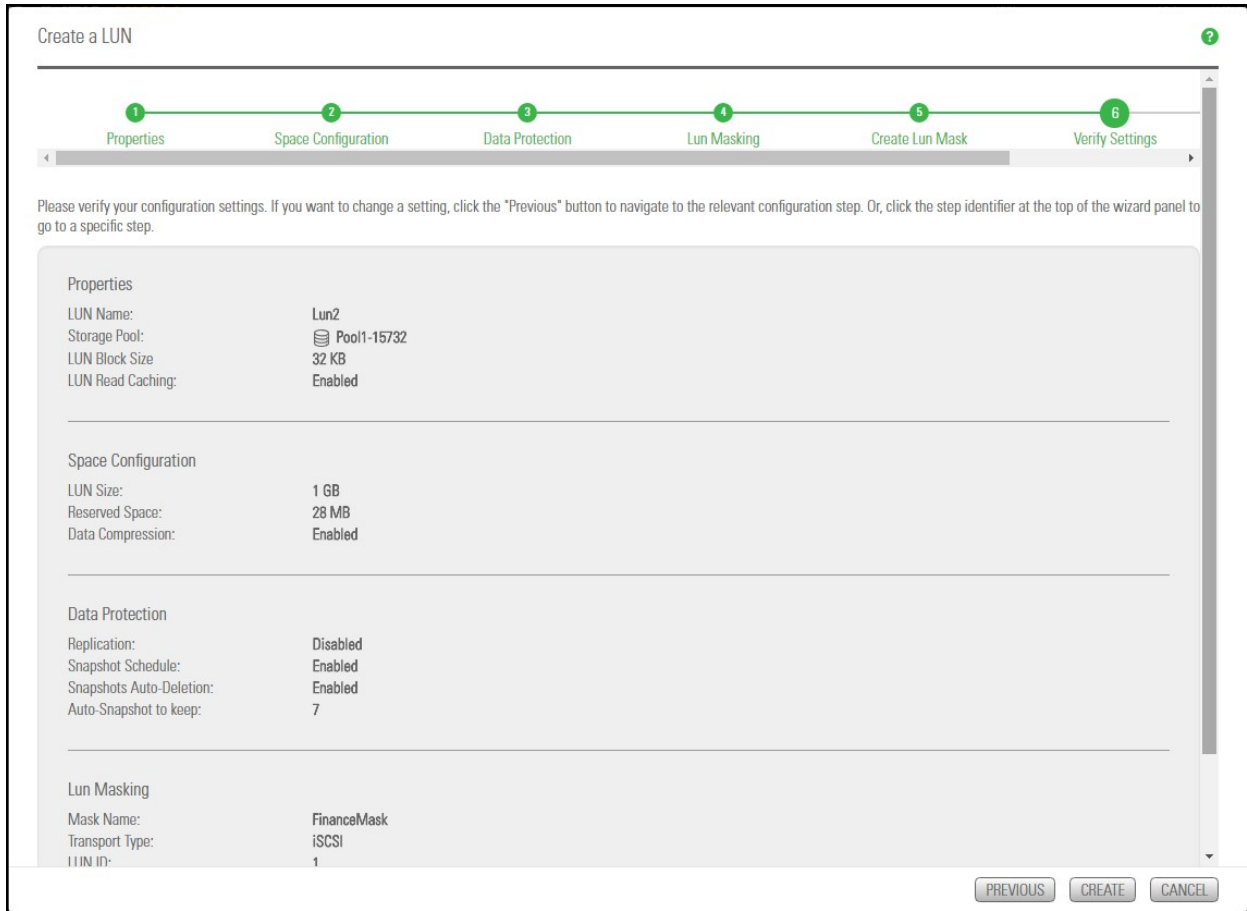 Create a LUN
?
1 2 3 4 5 6
Properties Space Configuration Data Protection Lun Masking Create Lun Mask Verify Settings
Please verify your configuration settings. If you want to change a setting, click the "Previous" button to navigate to the relevant configuration step. Or, click the step identifier at the top of the wizard panel to
go to a specific step.
Properties
LUN Name: Lun2
Storage Pool: Pool1-15732
LUN Block Size 32 KB
LUN Read Caching: Enabled
Space Configuration
LUN Size: 1 GB
Reserved Space: 28 MB
Data Compression: Enabled
Data Protection
Replication: Disabled
Snapshot Schedule: Enabled
Snapshots Auto-Deletion: Enabled
Auto-Snapshot to keep: 7
Lun Masking
Mask Name: FinanceMask
Transport Type: iSCSI
LUN ID: 1
PREVIOUS CREATE CANCEL